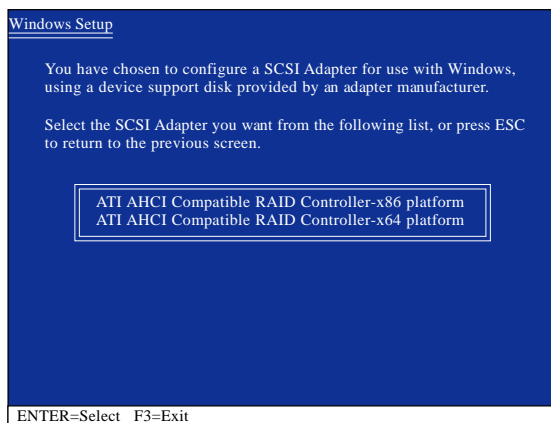 Windows Setup
You have chosen to configure a SCSI Adapter for use with Windows,
using a device support disk provided by an adapter manufacturer.
Select the SCSI Adapter you want from the following list, or press ESC
to return to the previous screen.
ATI AHCI Compatible RAID Controller-x86 platform
ATI AHCI Compatible RAID Controller-x64 platform
ENTER=Select F3=Exit